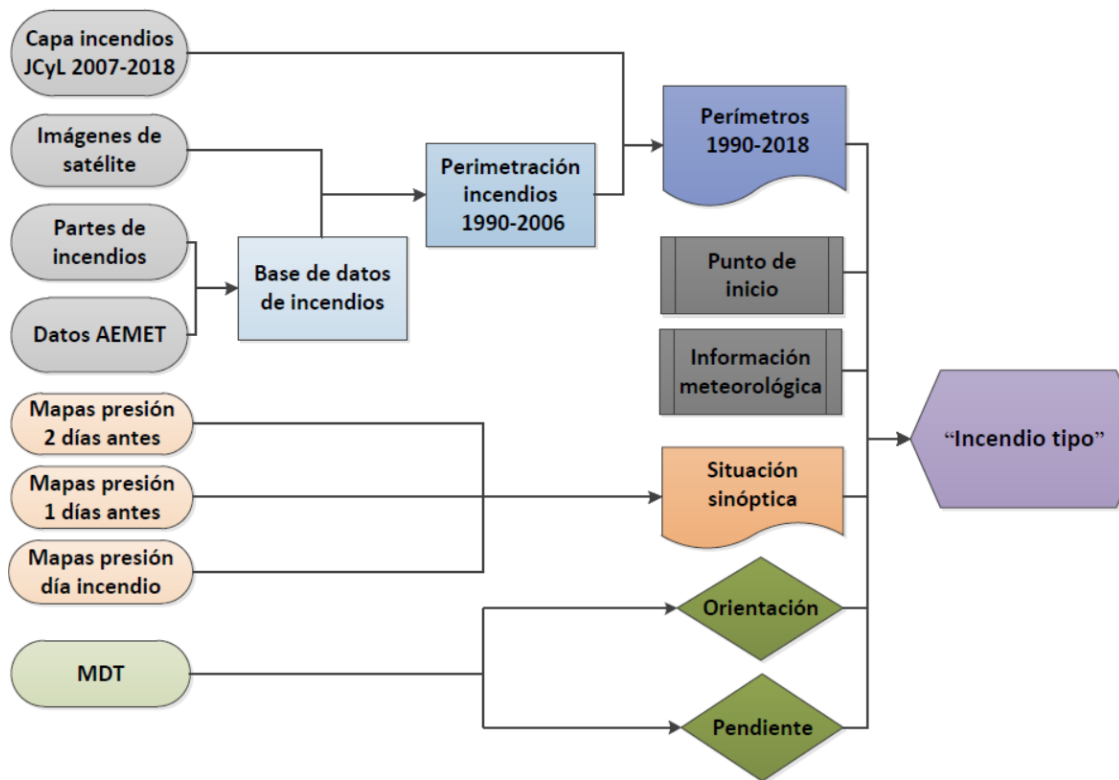 Capa incendios
JCyL 2007-2018
Imágenes de
satélite
Partes de
incendios
Datos AEMET
Mapas presión
2 días antes
Mapas presión
1 días antes
Mapas presión
día incendio
MDT
Base de datos
de incendios
Perimetración
incendios
1990-2006
Perímetros
1990-2018
Punto de
inicio
Información
meteorológica
Situación
sinóptica
Orientación
Pendiente
“Incendio tipo”